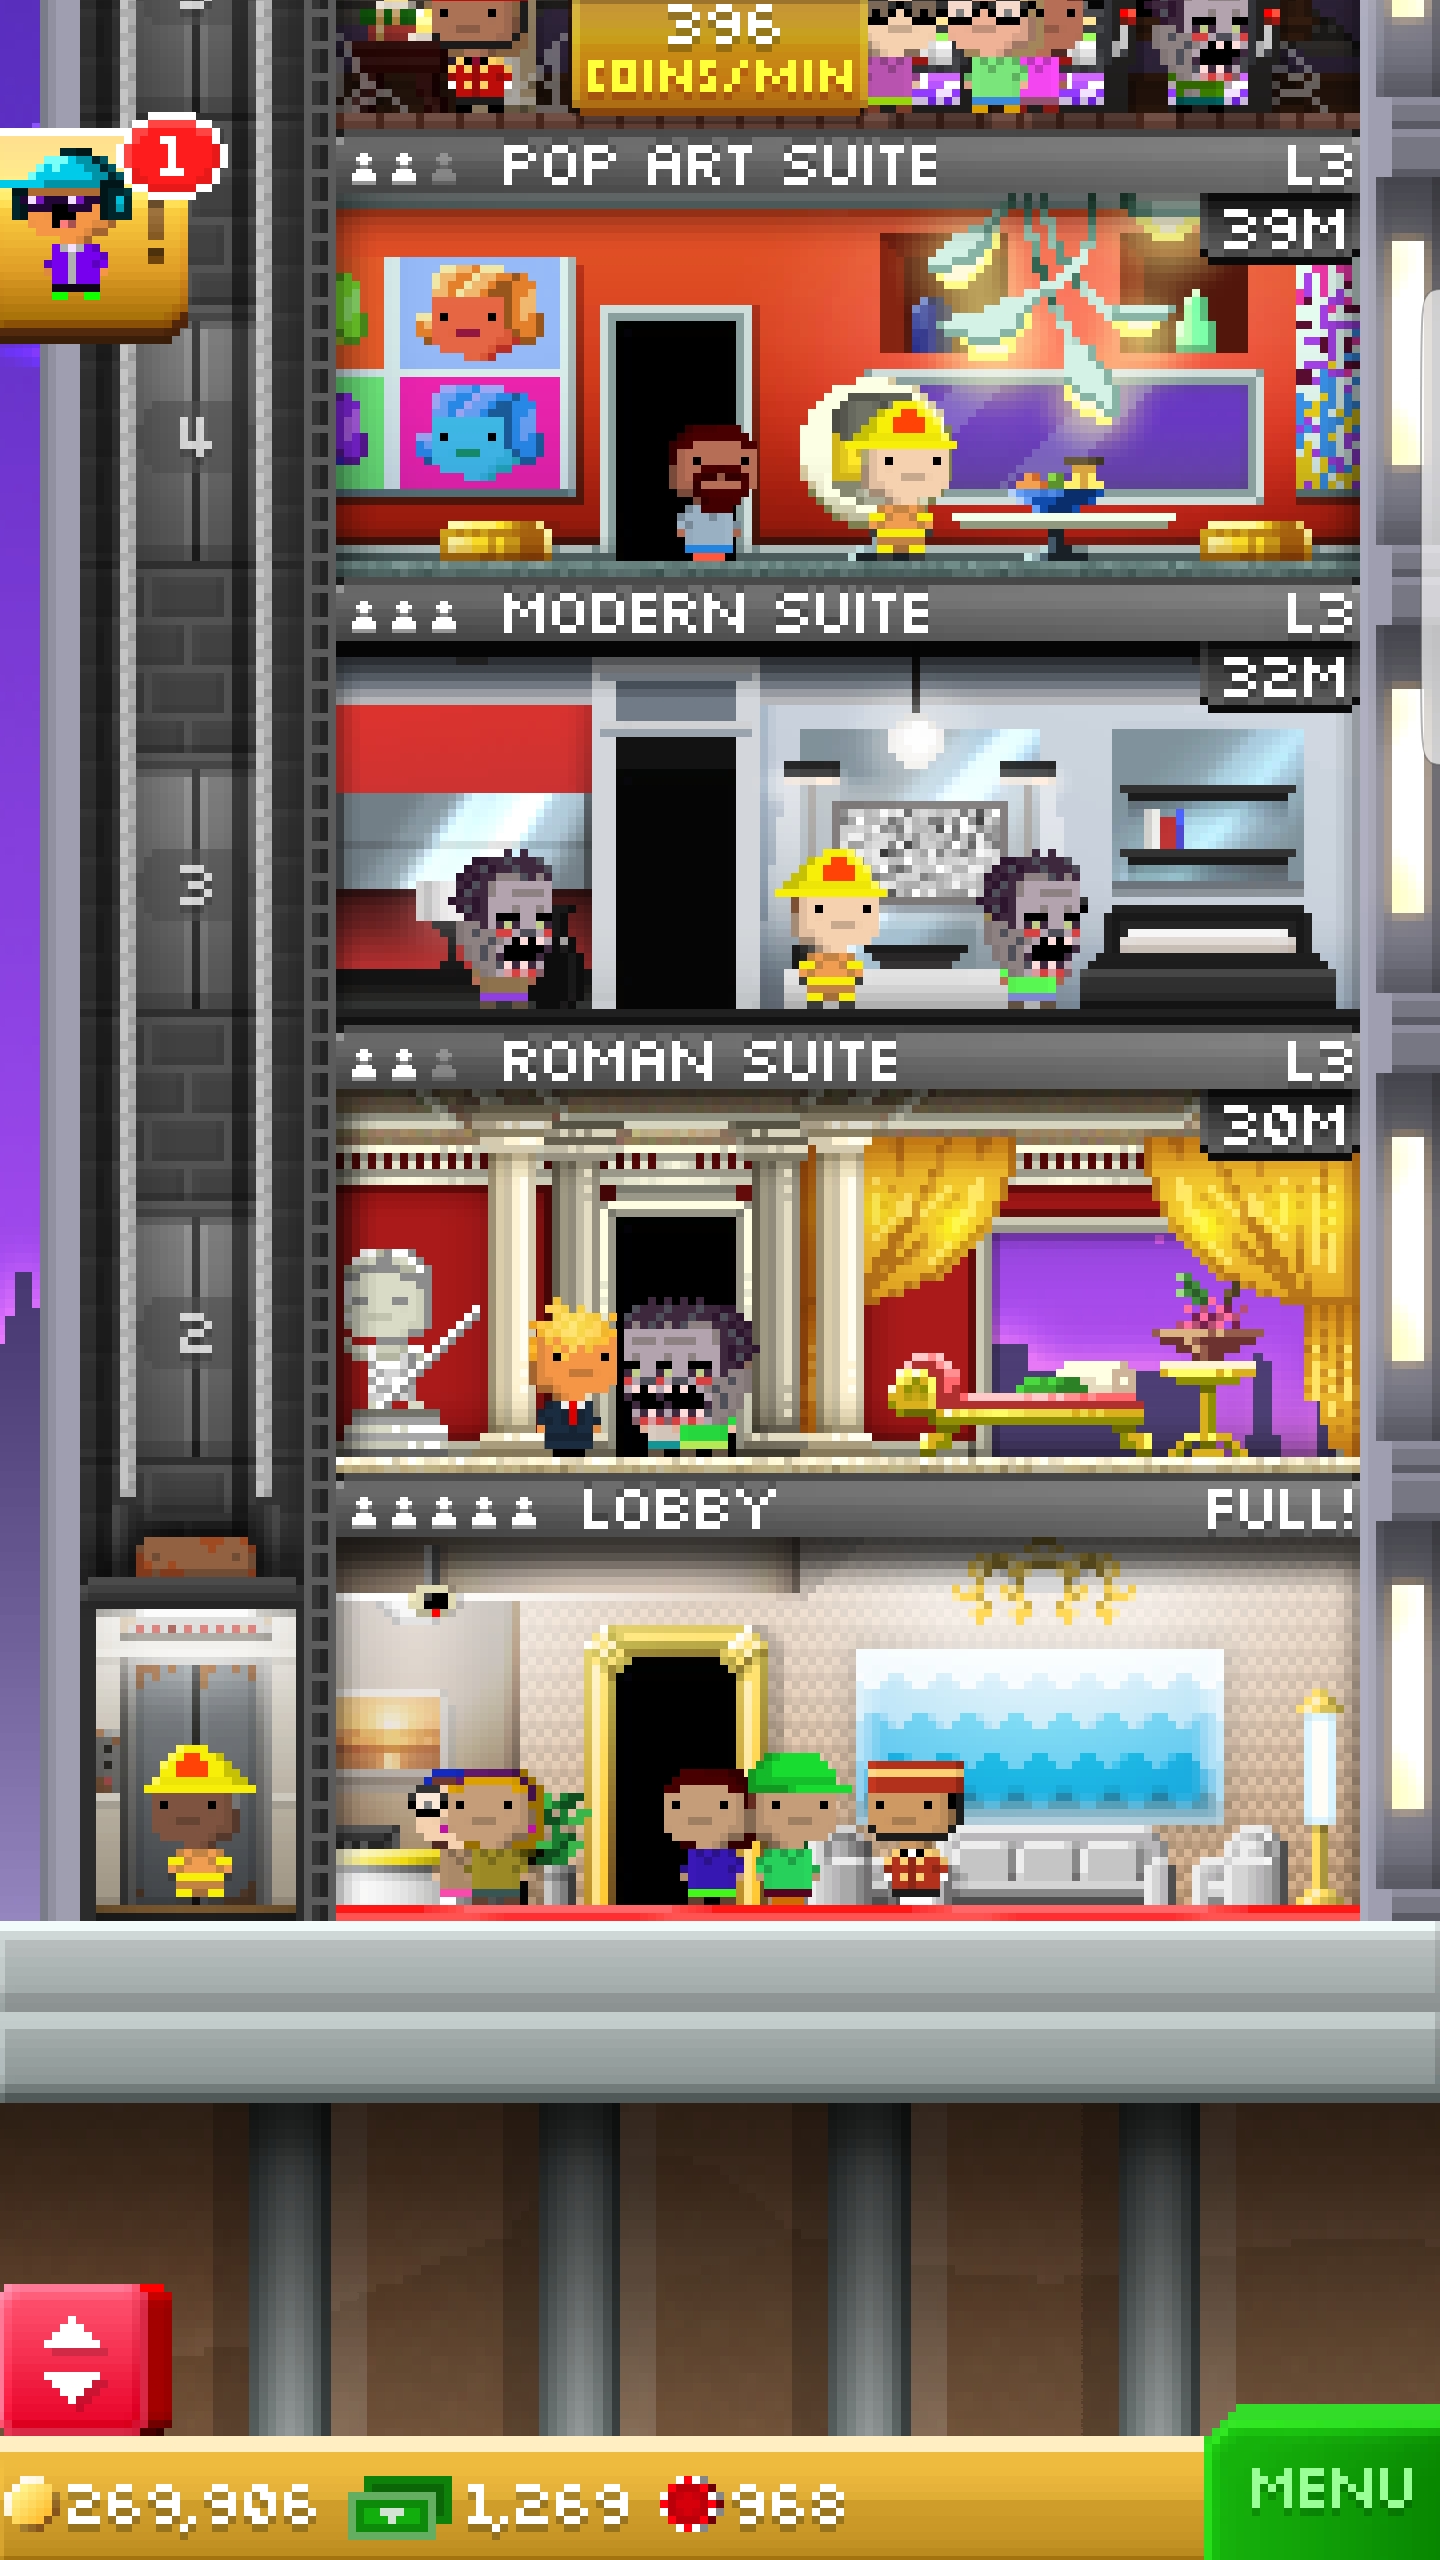 396
COINS/MIN
1
!
POP ART SUITE L3
39M
4
MODERN SUITE L3
32M
3
ROMAN SUITE L3
30M
2
LOBBY FULL!
269,906 1,269 968
MENU